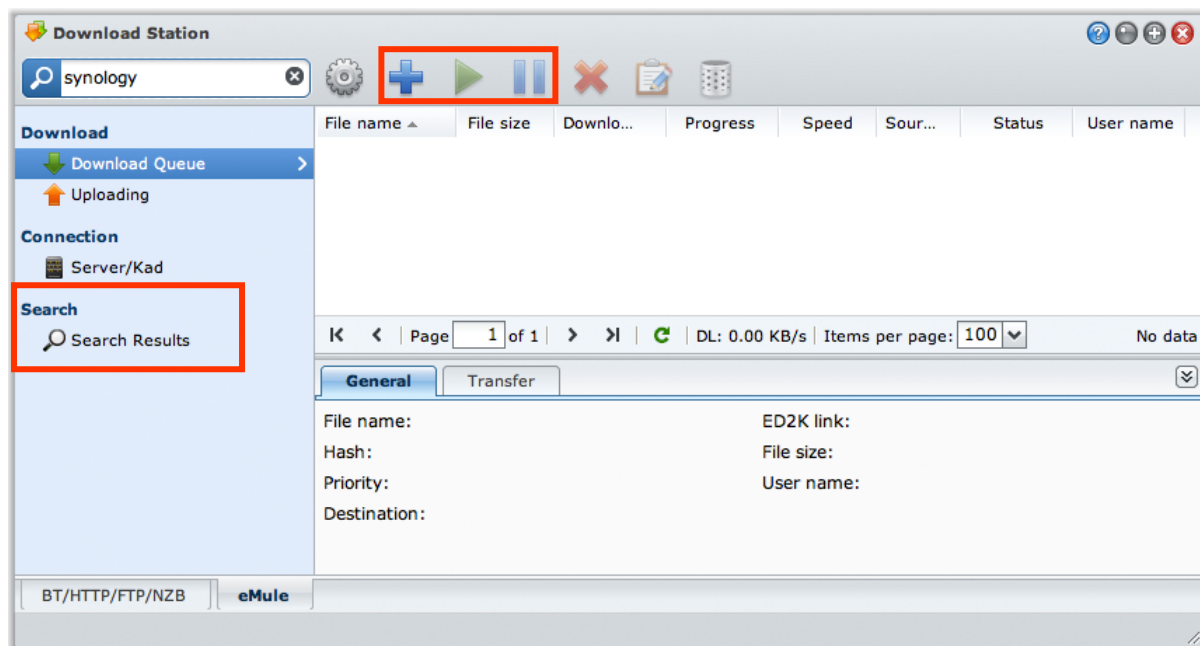 Download Station
synology
Download
Download Queue
Uploading
Connection
Server/Kad
Search
Search Results
File name File size Downlo... Progress Speed Sour... Status User name
Page 1 of 1 DL: 0.00 KB/s Items per page: 100 No data
General Transfer
File name: ED2K link:
Hash: File size:
Priority: User name:
Destination:
BT/HTTP/FTP/NZB eMule